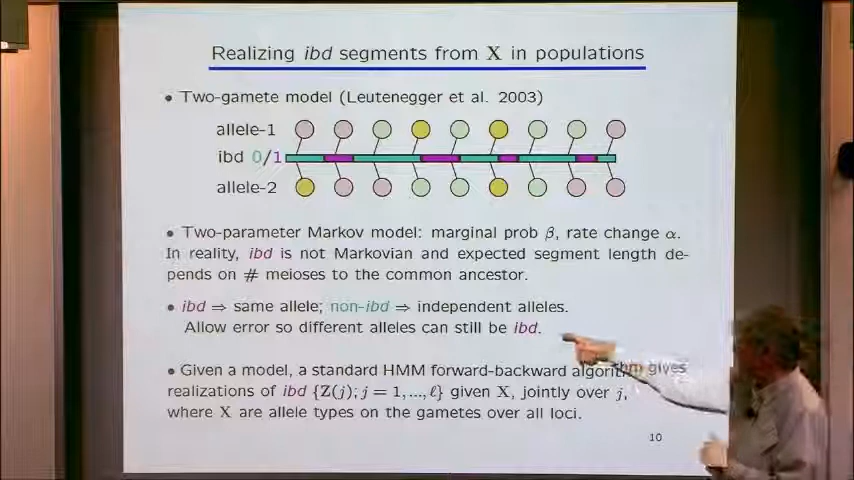 Realizing ibd segments from X in populations
• Two-gamete model (Leutenegger et al. 2003)
allele-1
ibd 0/1
allele-2
• Two-parameter Markov model: marginal prob β, rate change α.
In reality, ibd is not Markovian and expected segment length de-
pends on # meioses to the common ancestor.
• ibd ⇒ same allele; non-ibd ⇒ independent alleles.
Allow error so different alleles can still be ibd.
• Given a model, a standard HMM forward-backward algorithm gives
realizations of ibd {Z(j); j = 1, ..., ℓ} given X, jointly over j,
where X are allele types on the gametes over all loci.
10